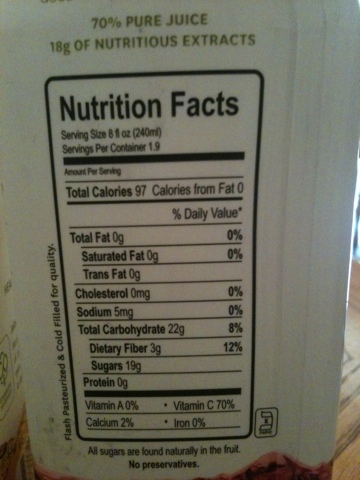 70% PURE JUICE
18g OF NUTRITIOUS EXTRACTS
Nutrition Facts
Serving Size 8 fl oz (240ml)
Servings Per Container 1.9
Amount Per Serving
Total Calories 97 Calories from Fat 0
% Daily Value*
Total Fat 0g 0%
Saturated Fat 0g 0%
Trans Fat 0g
Cholesterol 0mg 0%
Sodium 5mg 0%
Total Carbohydrate 22g 8%
Dietary Fiber 3g 12%
Sugars 19g
Protein 0g
Vitamin A 0% • Vitamin C 70%
Calcium 2% • Iron 0%
Flash Pasteurized & Cold Filled for quality.
All sugars are found naturally in the fruit.
No preservatives.